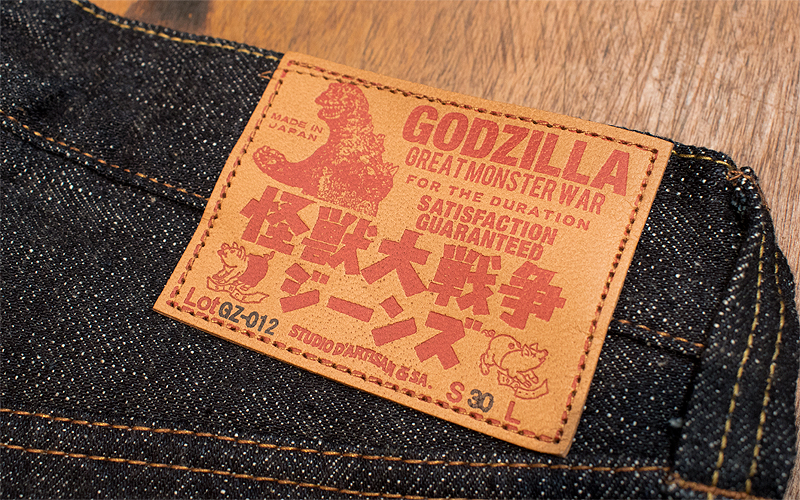 MADE IN
JAPAN
GODZILLA
GREAT MONSTER WAR
FOR THE DURATION
SATISFACTION
GUARANTEED
怪獣大戦争
ジーンズ
Lot GZ-012
STUDIO D'ARTISAN & SA.
S 30 L